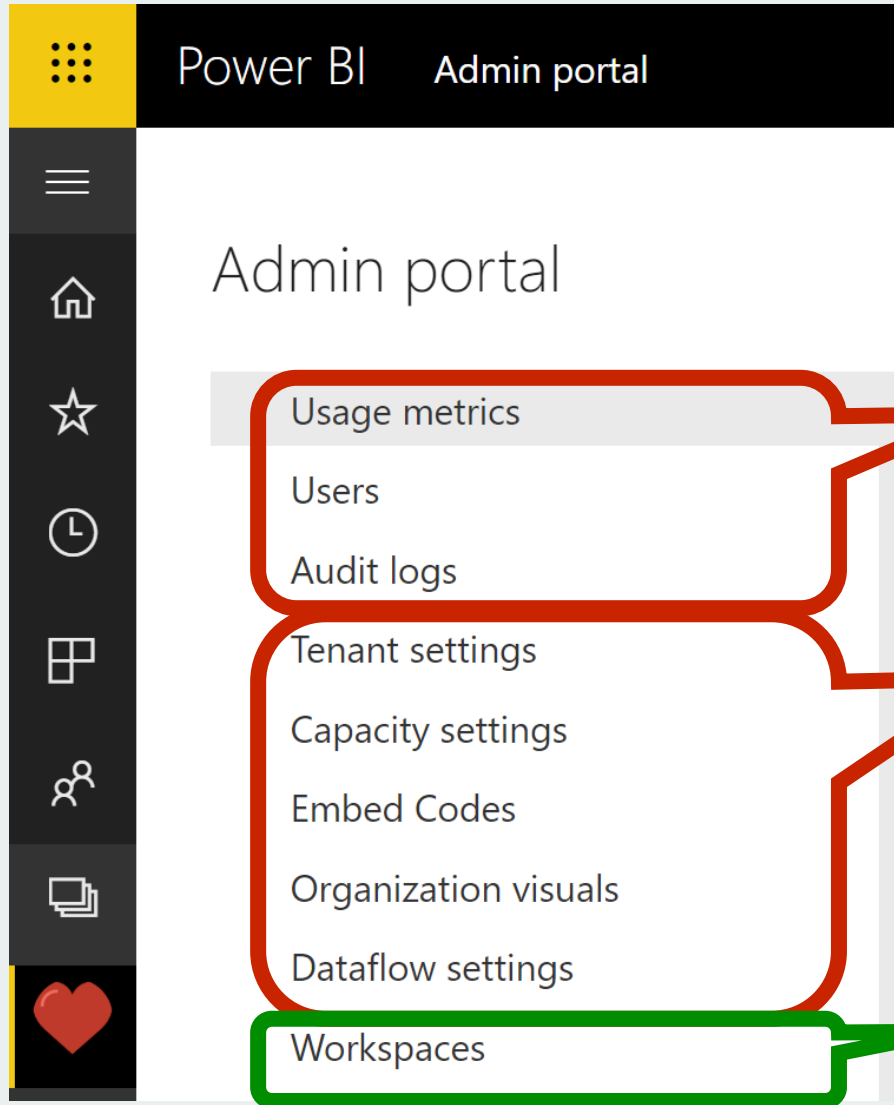 Power BI Admin portal
Admin portal
Usage metrics
Users
Audit logs
Tenant settings
Capacity settings
Embed Codes
Organization visuals
Dataflow settings
Workspaces